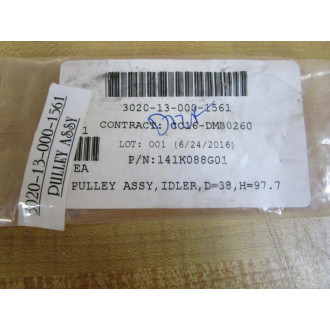 3020-13-000-1561
CONTRACT: GC16-DMS0260
LOT: 001 (6/24/2016)
P/N:141K088G01
1
EA
PULLEY ASSY, IDLER, D=38, H=97.7
3020-13-000-1561
PULLEY ASSY